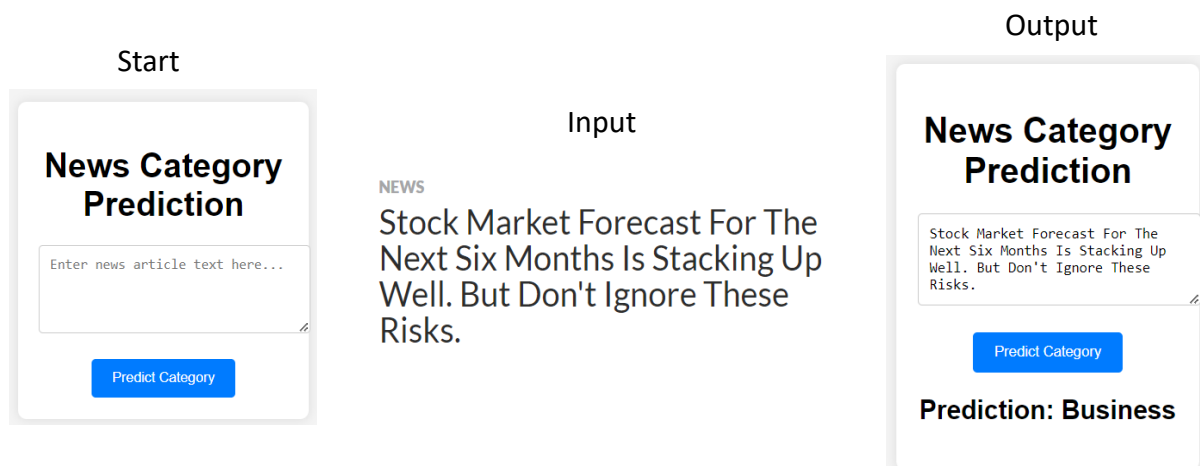 Start
News Category
Prediction
Enter news article text here...
Predict Category
Input
NEWS
Stock Market Forecast For The
Next Six Months Is Stacking Up
Well. But Don't Ignore These
Risks.
Output
News Category
Prediction
Stock Market Forecast For The
Next Six Months Is Stacking Up
Well. But Don't Ignore These
Risks.
Predict Category
Prediction: Business